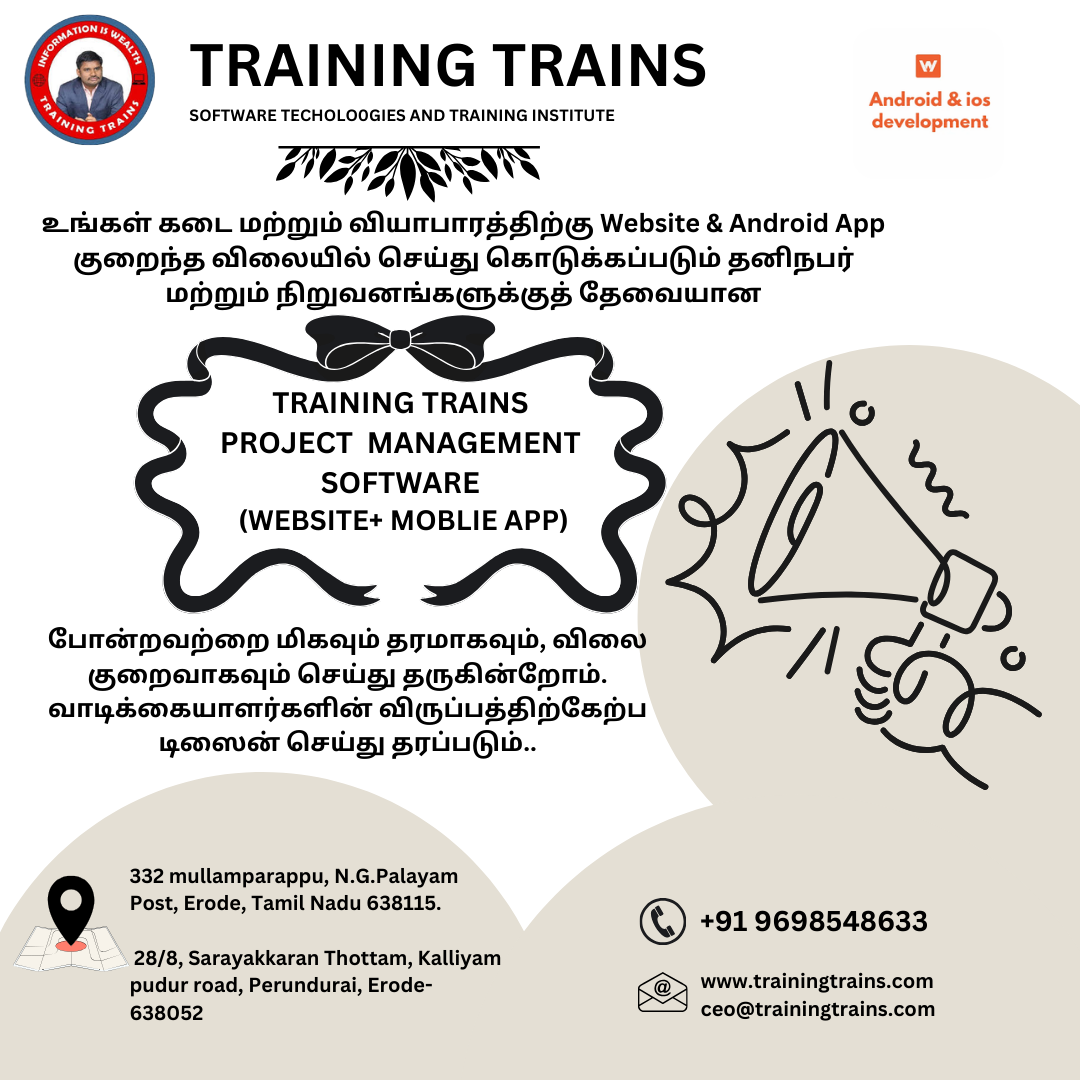 INFORMATION IS WEALTH
TRAINING TRAINS
TRAINING TRAINS
SOFTWARE TECHOLO0GIES AND TRAINING INSTITUTE
W
Android & ios
development
உங்கள் கடை மற்றும் வியாபாரத்திற்கு Website & Android App
குறைந்த விலையில் செய்து கொடுக்கப்படும் தனிநபர்
மற்றும் நிறுவனங்களுக்குத் தேவையான
TRAINING TRAINS
PROJECT MANAGEMENT
SOFTWARE
(WEBSITE+ MOBLIE APP)
போன்றவற்றை மிகவும் தரமாகவும், விலை
குறைவாகவும் செய்து தருகின்றோம்.
வாடிக்கையாளர்களின் விருப்பத்திற்கேற்ப
டிஸைன் செய்து தரப்படும்..
332 mullamparappu, N.G.Palayam
Post, Erode, Tamil Nadu 638115.
28/8, Sarayakkaran Thottam, Kalliyam
pudur road, Perundurai, Erode-
638052
+91 9698548633
@
www.trainingtrains.com
ceo@trainingtrains.com